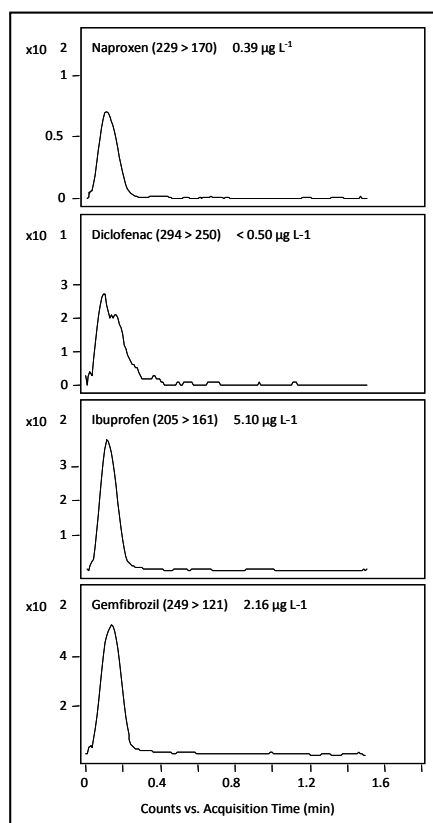 x10 2 Naproxen (229 > 170) 0.39 µg L-1
1
0.5
0
x10 1 Diclofenac (294 > 250) < 0.50 µg L-1
3
2
1
0
x10 2 Ibuprofen (205 > 161) 5.10 µg L-1
3
2
1
x10 2 Gemfibrozil (249 > 121) 2.16 µg L-1
4
2
0 0.4 0.8 1.2 1.6
Counts vs. Acquisition Time (min)